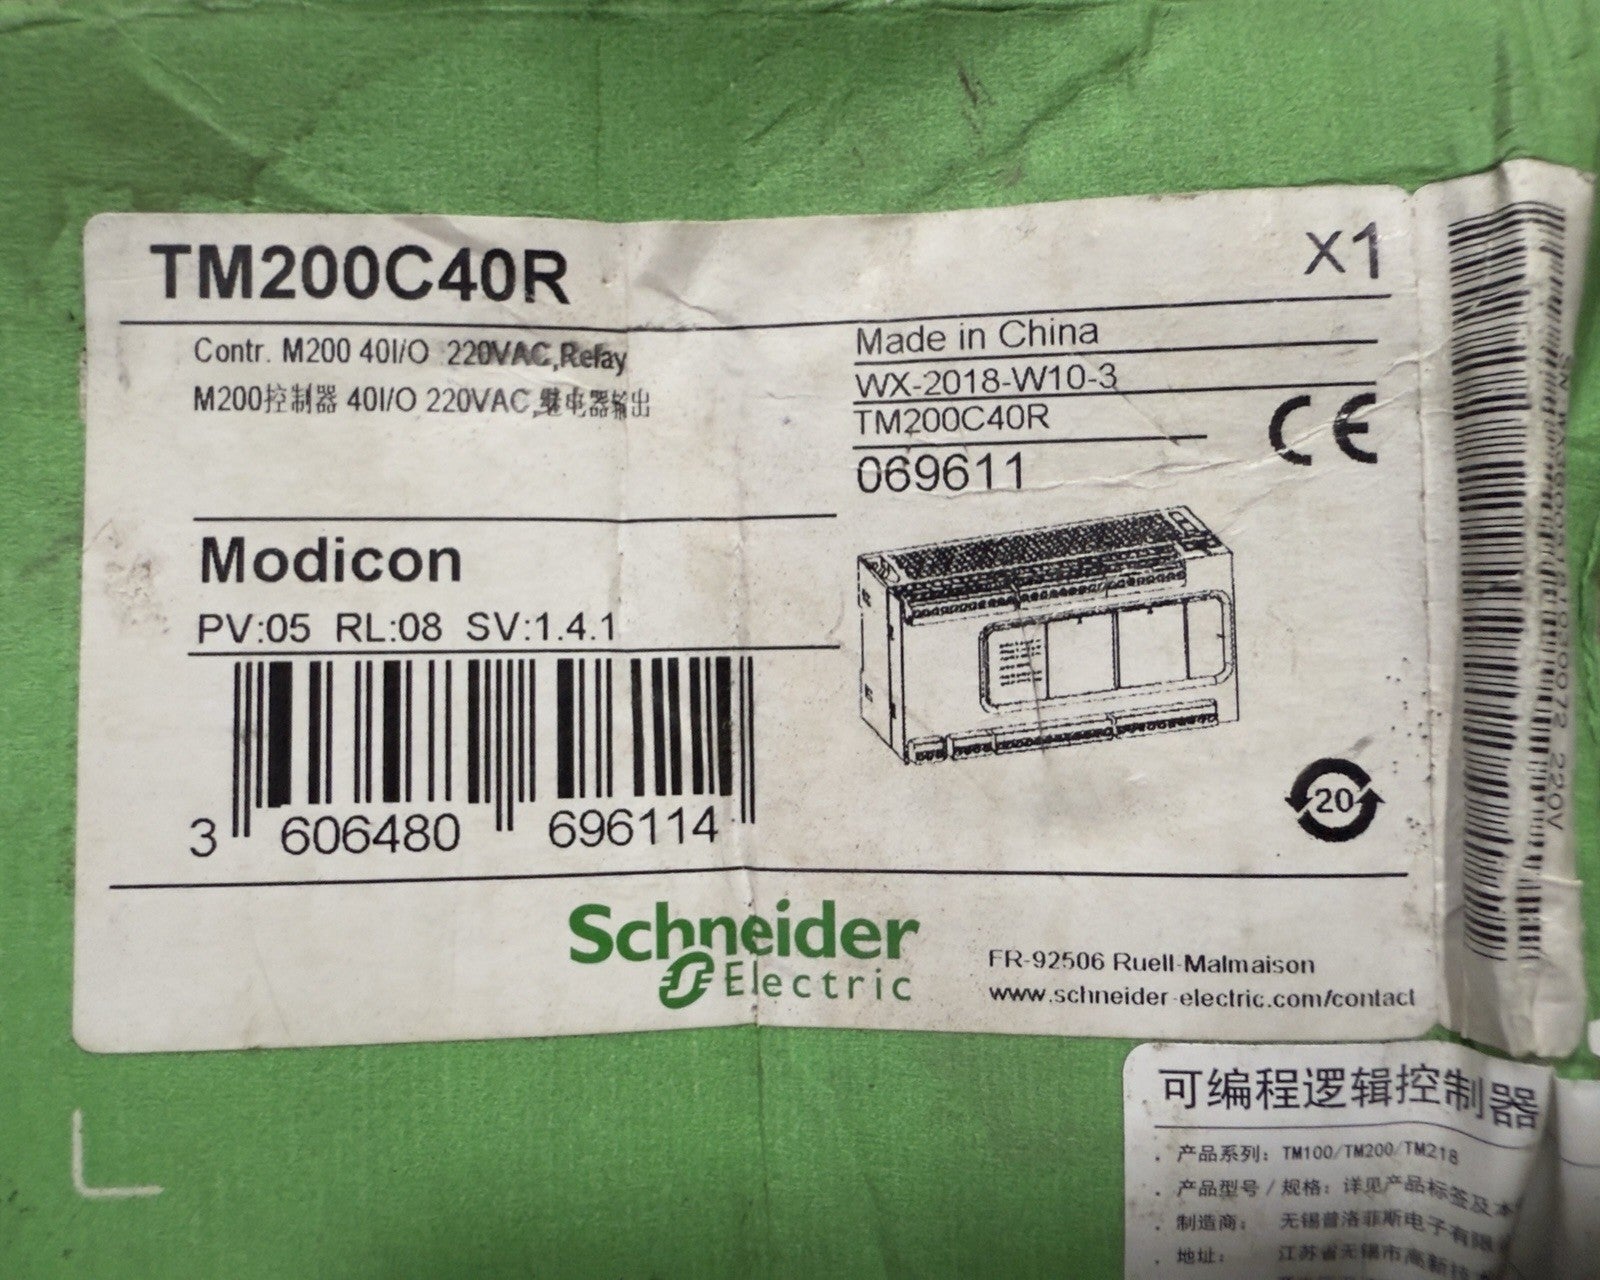 TM200C40R
x1
Contr. M200 40I/O 220VAC,Relay
M200控制器 40I/O 220VAC,继电器输出
Made in China
WX-2018-W10-3
TM200C40R
069611
CE
Modicon
PV:05 RL:08 SV:1.4.1
3 606480 696114
20
Schneider
Electric
FR-92506 Ruell-Malmaison
www.schneider-electric.com/contact
220V
可编程逻辑控制器
. 产品系列: TM100/TM200/TM218
. 产品型号/规格: 详见产品标签及本
. 制造商: 无锡普洛菲斯电子有限
. 地址: 江苏省无锡市高新技